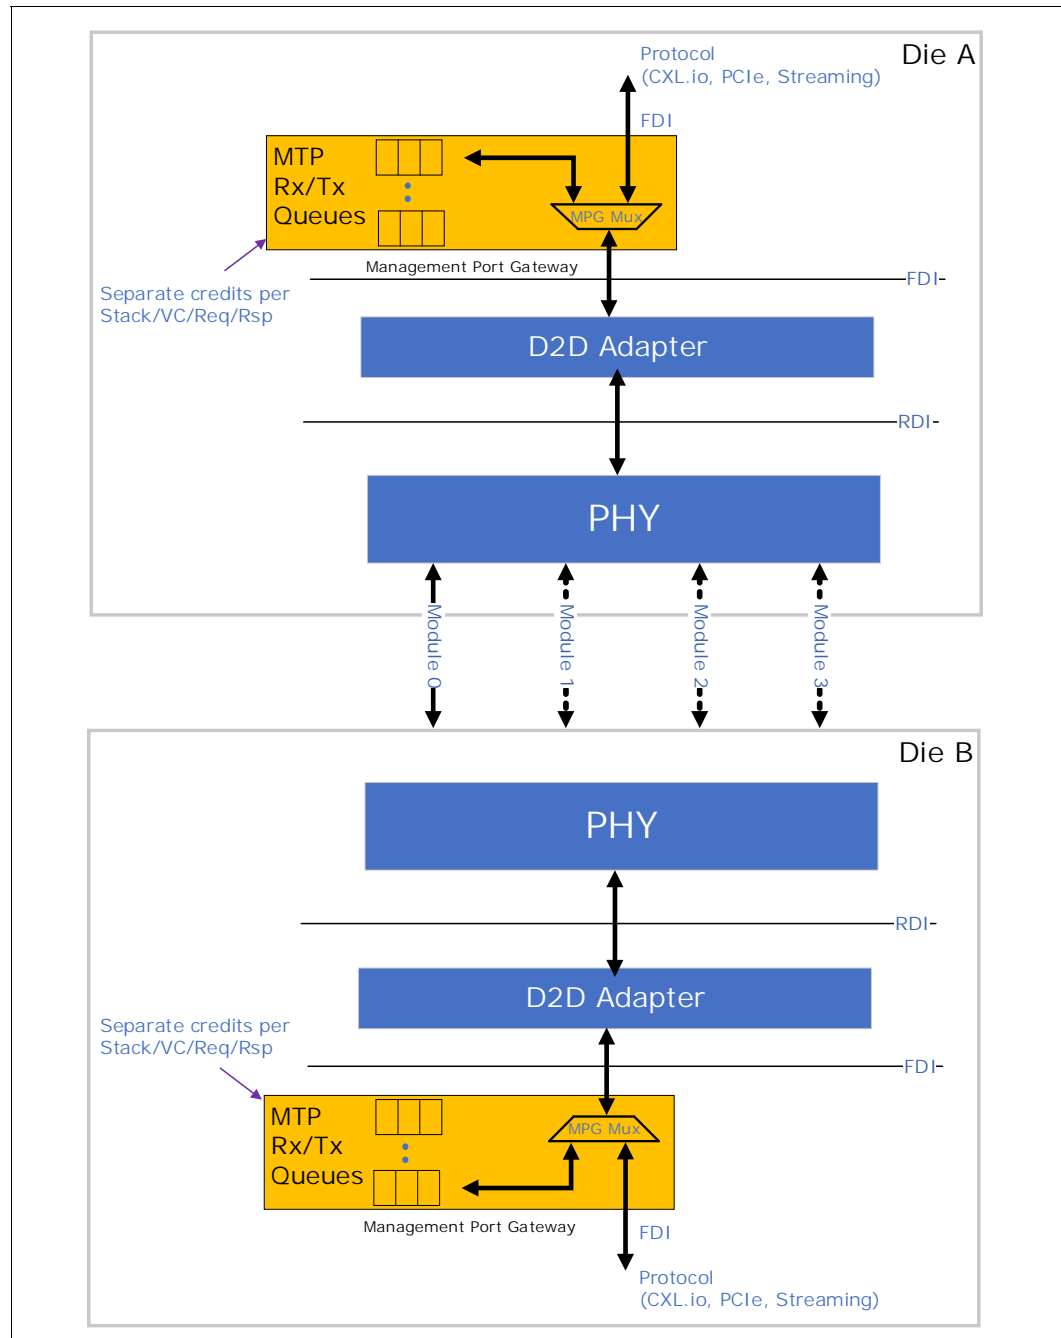 Die A
Protocol
(CXL.io, PCIe, Streaming)
FDI
MTP
Rx/Tx
Queues
MPG Mux
Management Port Gateway
FDI
Separate credits per
Stack/VC/Req/Rsp
D2D Adapter
RDI
PHY
Module 0
Module 1
Module 2
Module 3
Die B
PHY
RDI
D2D Adapter
Separate credits per
Stack/VC/Req/Rsp
FDI
MTP
Rx/Tx
Queues
MPG Mux
Management Port Gateway
FDI
Protocol
(CXL.io, PCIe, Streaming)